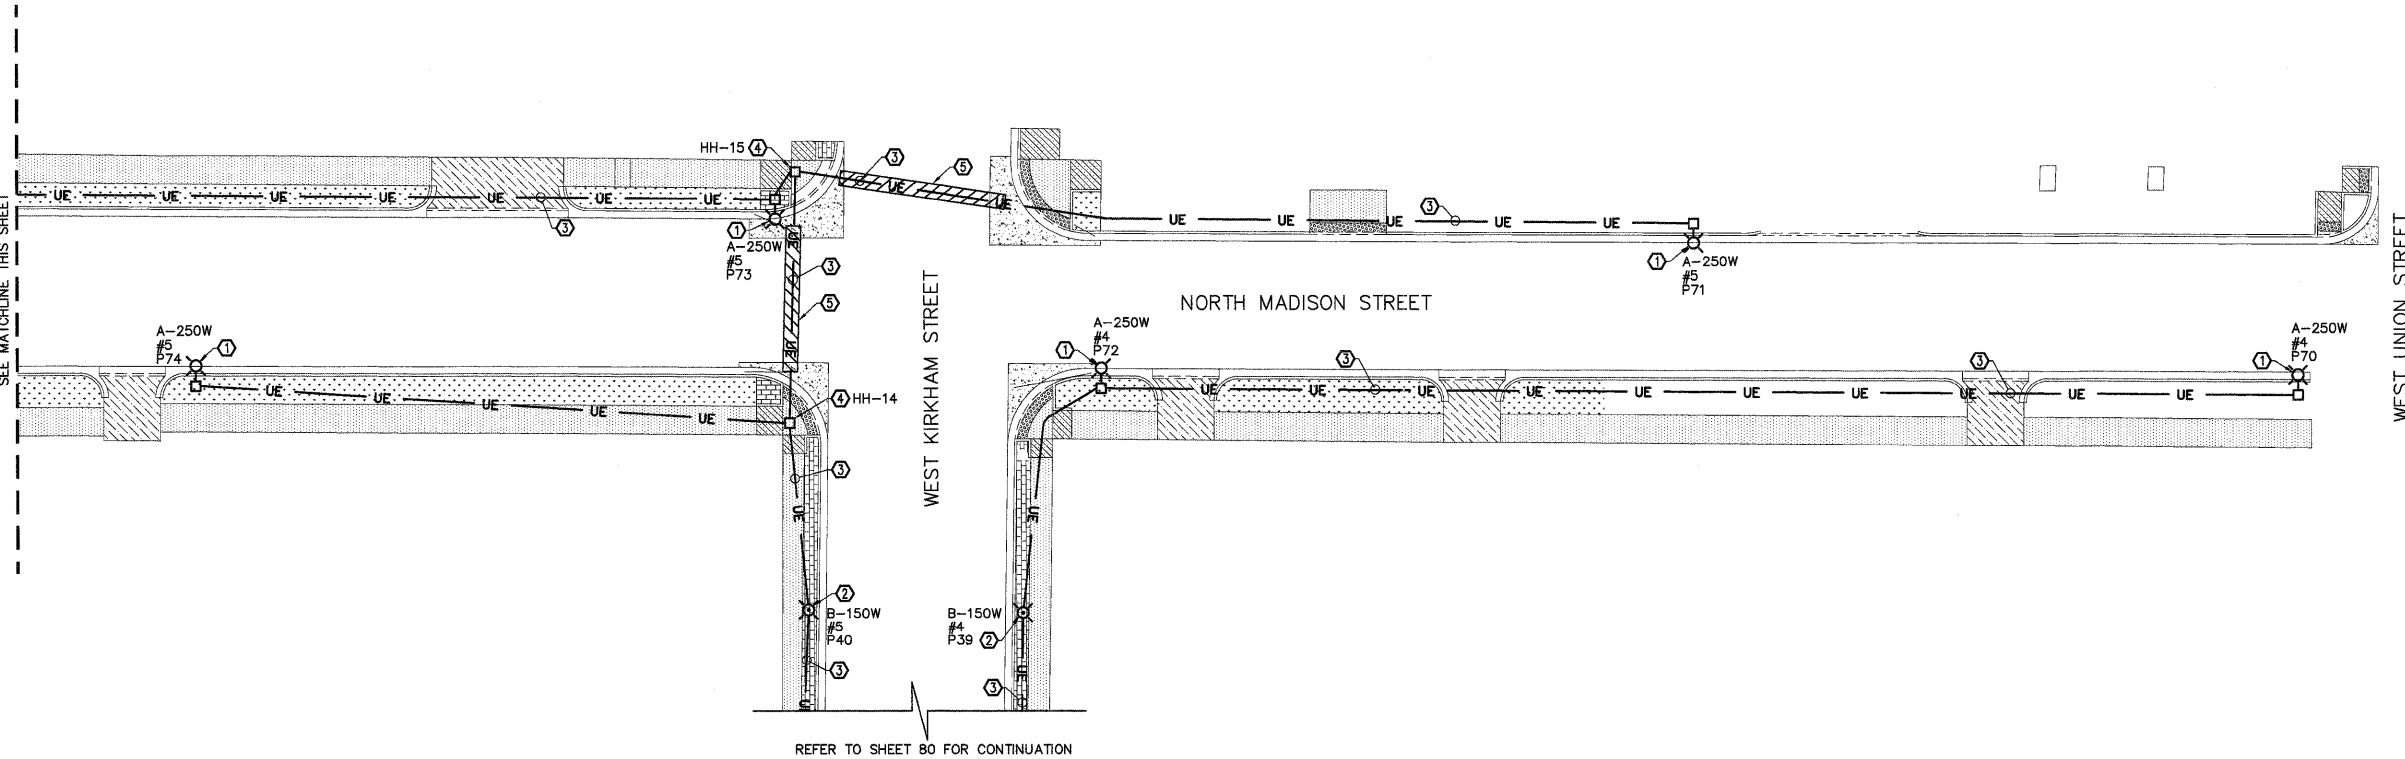 SEE MATCHLINE THIS SHEET
HH-15 4
3
5
UE UE UE UE UE UE UE
3
UE
UE
1
A-250W
#5
P73
UE
3
5
UE
3
UE UE UE UE UE
1
A-250W
#5
P71
WEST KIRKHAM STREET
NORTH MADISON STREET
WEST UNION STREET
A-250W
#5
P74
1
UE UE UE UE UE
4 HH-14
A-250W
#4
P72
1
3
3
UE UE UE UE UE UE UE UE UE UE
A-250W
#4
P70
1
3
UE
2
B-150W
#5
P40
3
UE
UE
B-150W
#4
P39 2
UE
3
REFER TO SHEET 80 FOR CONTINUATION